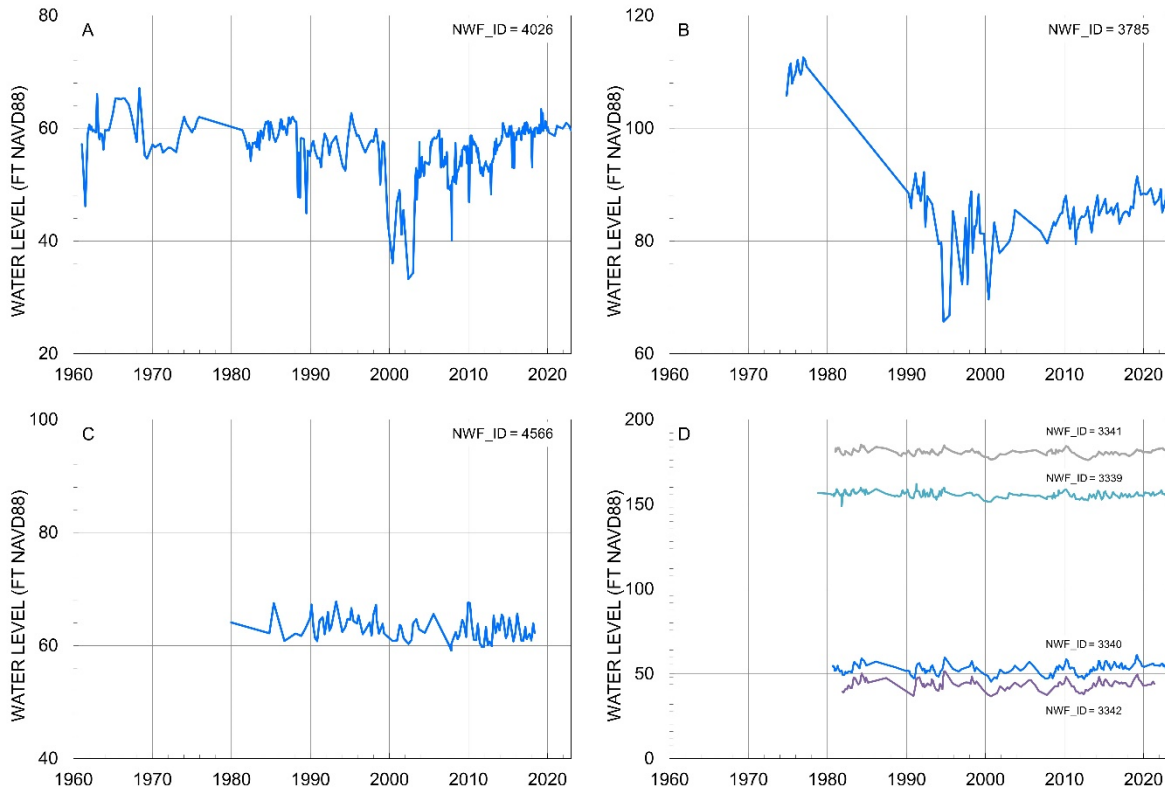 80
A
NWF_ID = 4026
60
40
20
WATER LEVEL (FT NAVD88)
1960 1970 1980 1990 2000 2010 2020
120
B
NWF_ID = 3785
100
80
60
WATER LEVEL (FT NAVD88)
1960 1970 1980 1990 2000 2010 2020
100
C
NWF_ID = 4566
80
60
40
WATER LEVEL (FT NAVD88)
1960 1970 1980 1990 2000 2010 2020
200
D
NWF_ID = 3341
NWF_ID = 3339
150
100
NWF_ID = 3340
50
NWF_ID = 3342
0
WATER LEVEL (FT NAVD88)
1960 1970 1980 1990 2000 2010 2020